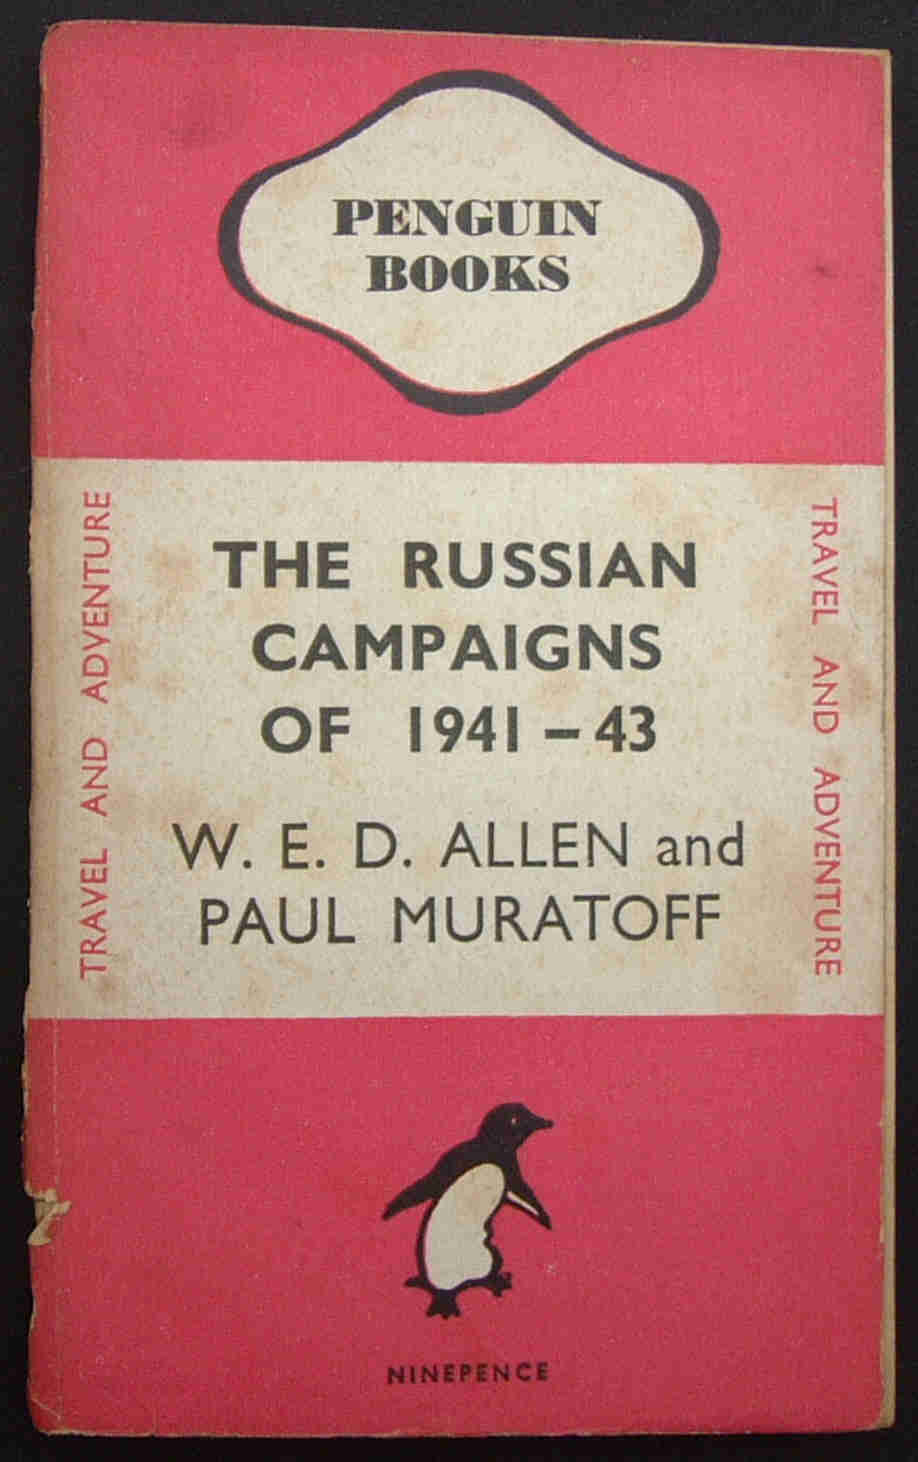 PENGUIN
BOOKS
TRAVEL AND ADVENTURE
THE RUSSIAN
CAMPAIGNS
OF 1941-43
W. E. D. ALLEN and
PAUL MURATOFF
TRAVEL AND ADVENTURE
NINEPENCE